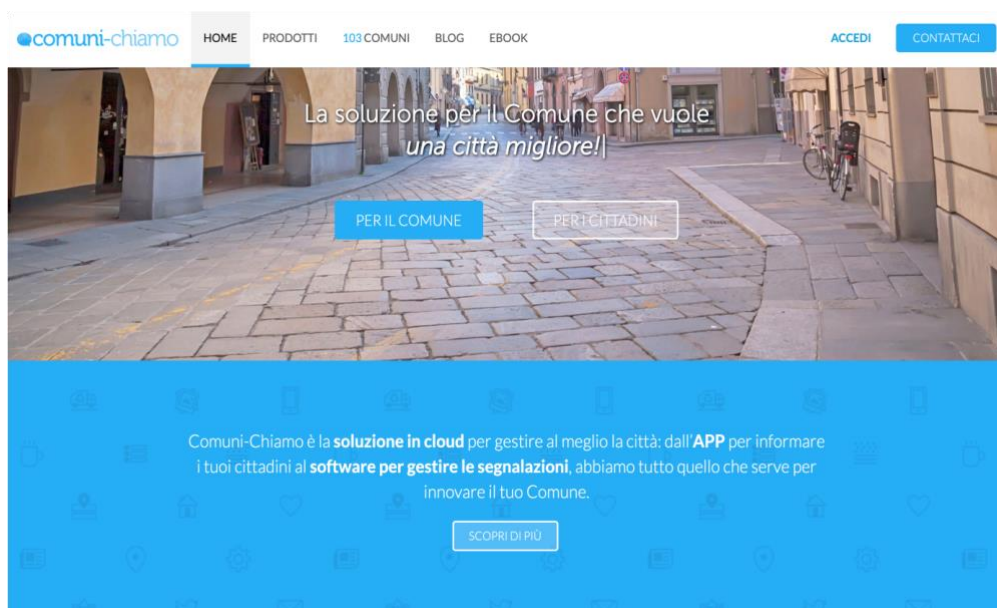 comuni-chiamo HOME PRODOTTI 103 COMUNI BLOG EBOOK ACCEDI CONTATTACI
La soluzione per il Comune che vuole
una città migliore!|
PER IL COMUNE PER I CITTADINI
Comuni-Chiamo è la soluzione in cloud per gestire al meglio la città: dall'APP per informare
i tuoi cittadini al software per gestire le segnalazioni, abbiamo tutto quello che serve per
innovare il tuo Comune.
SCOPRI DI PIÙ